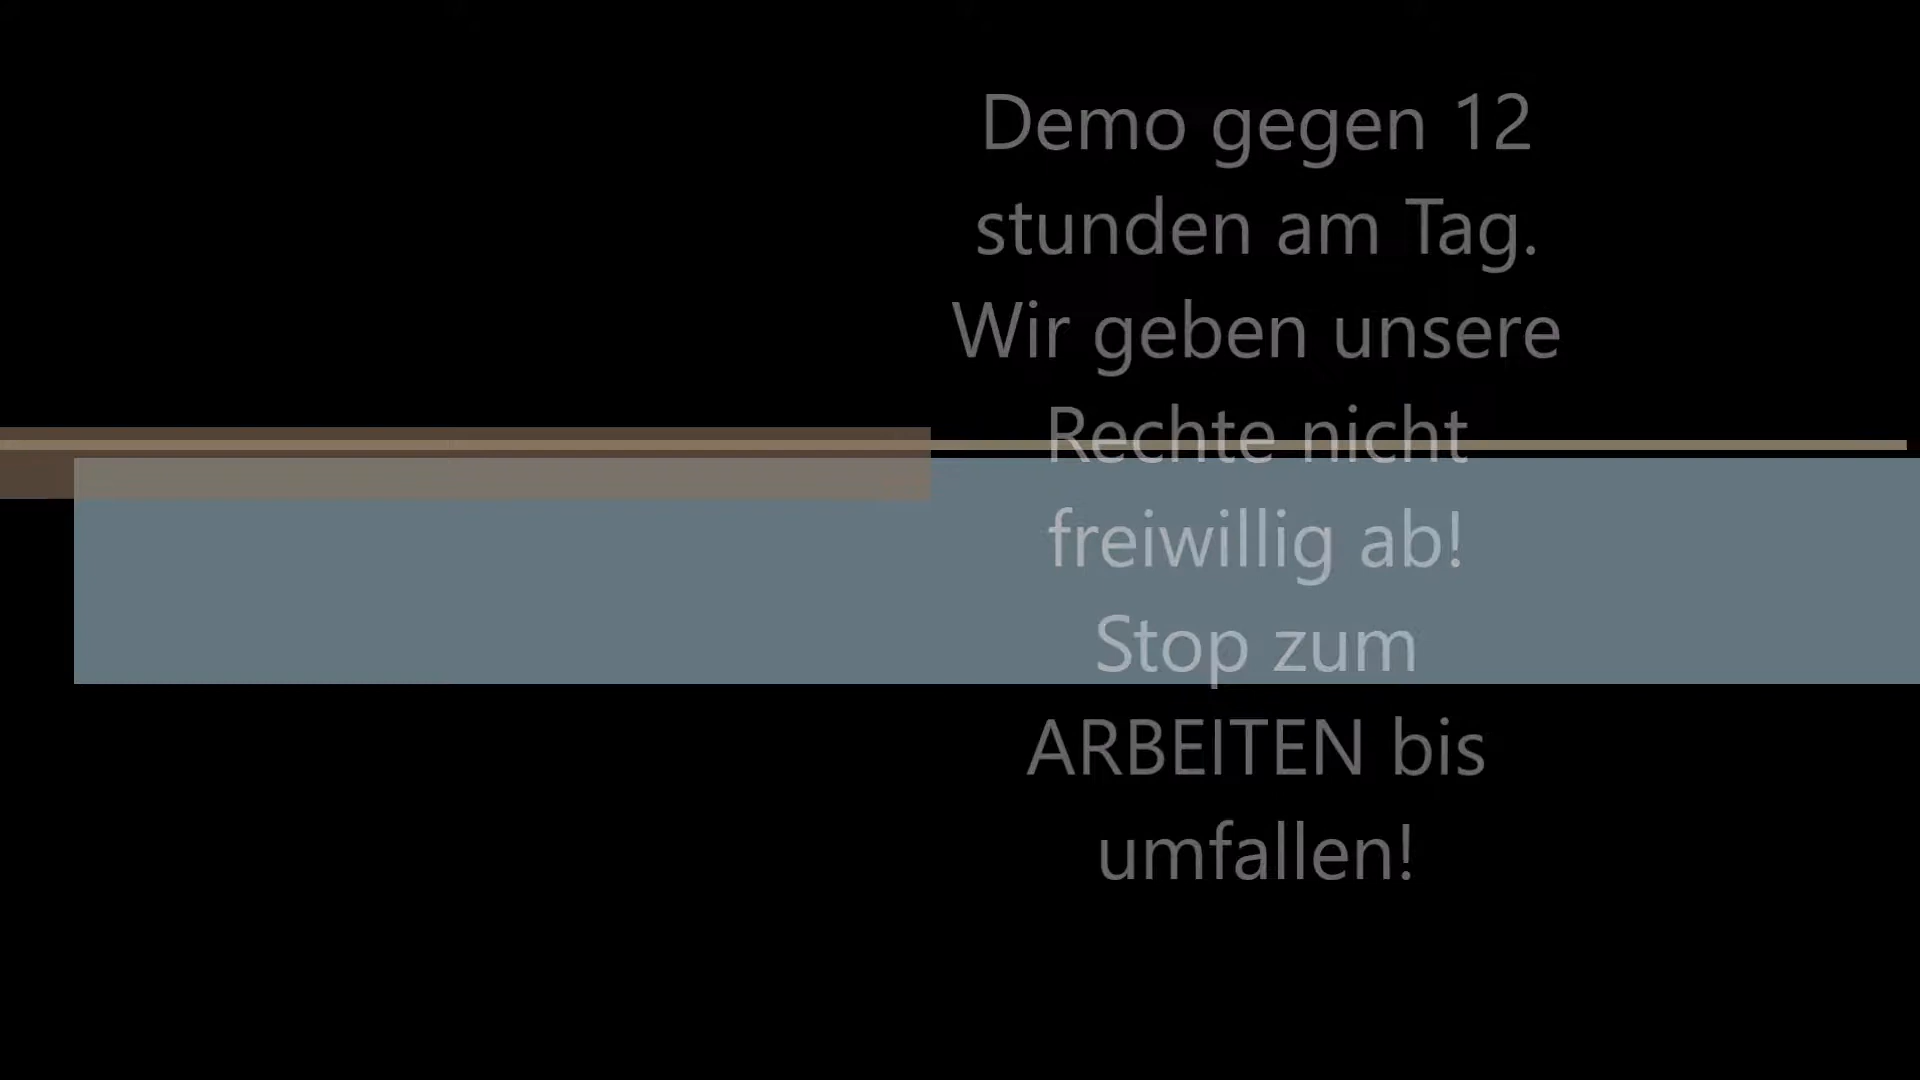 Demo gegen 12
stunden am Tag.
Wir geben unsere
Rechte nicht
freiwillig ab!
Stop zum
ARBEITEN bis
umfallen!